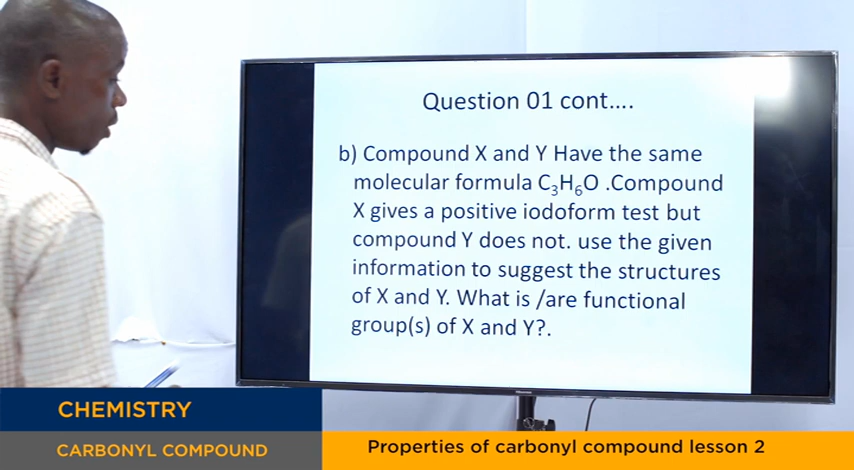 Question 01 cont....
b) Compound X and Y Have the same
molecular formula C₃H₆O .Compound
X gives a positive iodoform test but
compound Y does not. use the given
information to suggest the structures
of X and Y. What is /are functional
group(s) of X and Y?.
CHEMISTRY
CARBONYL COMPOUND
Properties of carbonyl compound lesson 2